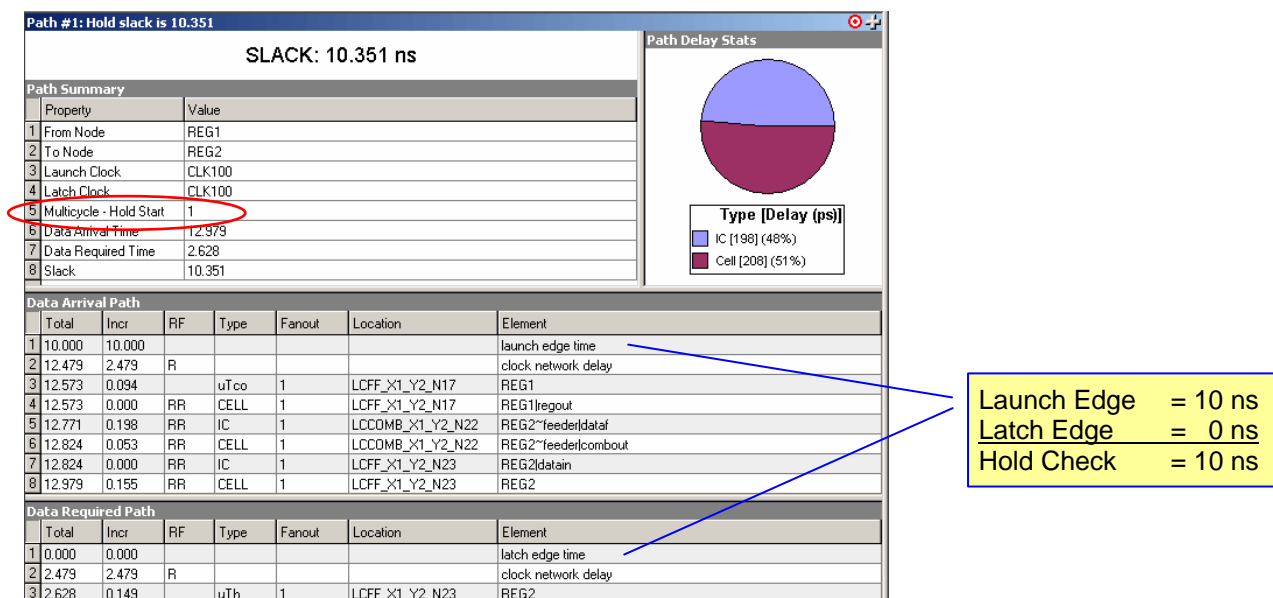 Path #1: Hold slack is 10.351
SLACK: 10.351 ns
Path Delay Stats
Path Summary
Property Value
1 From Node REG1
2 To Node REG2
3 Launch Clock CLK100
4 Latch Clock CLK100
5 Multicycle - Hold Start 1
6 Data Arrival Time 12.979
7 Data Required Time 2.628
8 Slack 10.351
Type [Delay (ps)]
IC [198] (48%)
Cell [208] (51%)
Data Arrival Path
Total Incr RF Type Fanout Location Element
1 10.000 10.000 launch edge time
2 12.479 2.479 R clock network delay
3 12.573 0.094 uTco 1 LCFF_X1_Y2_N17 REG1
4 12.573 0.000 RR CELL 1 LCFF_X1_Y2_N17 REG1|regout
5 12.771 0.198 RR IC 1 LCCOMB_X1_Y2_N22 REG2~feeder|dataf
6 12.824 0.053 RR CELL 1 LCCOMB_X1_Y2_N22 REG2~feeder|combout
7 12.824 0.000 RR IC 1 LCFF_X1_Y2_N23 REG2|datain
8 12.979 0.155 RR CELL 1 LCFF_X1_Y2_N23 REG2
Data Required Path
Total Incr RF Type Fanout Location Element
1 0.000 0.000 latch edge time
2 2.479 2.479 R clock network delay
3 2.628 0.149 uTh 1 LCFF_X1_Y2_N23 REG2
Launch Edge = 10 ns
Latch Edge = 0 ns
Hold Check = 10 ns